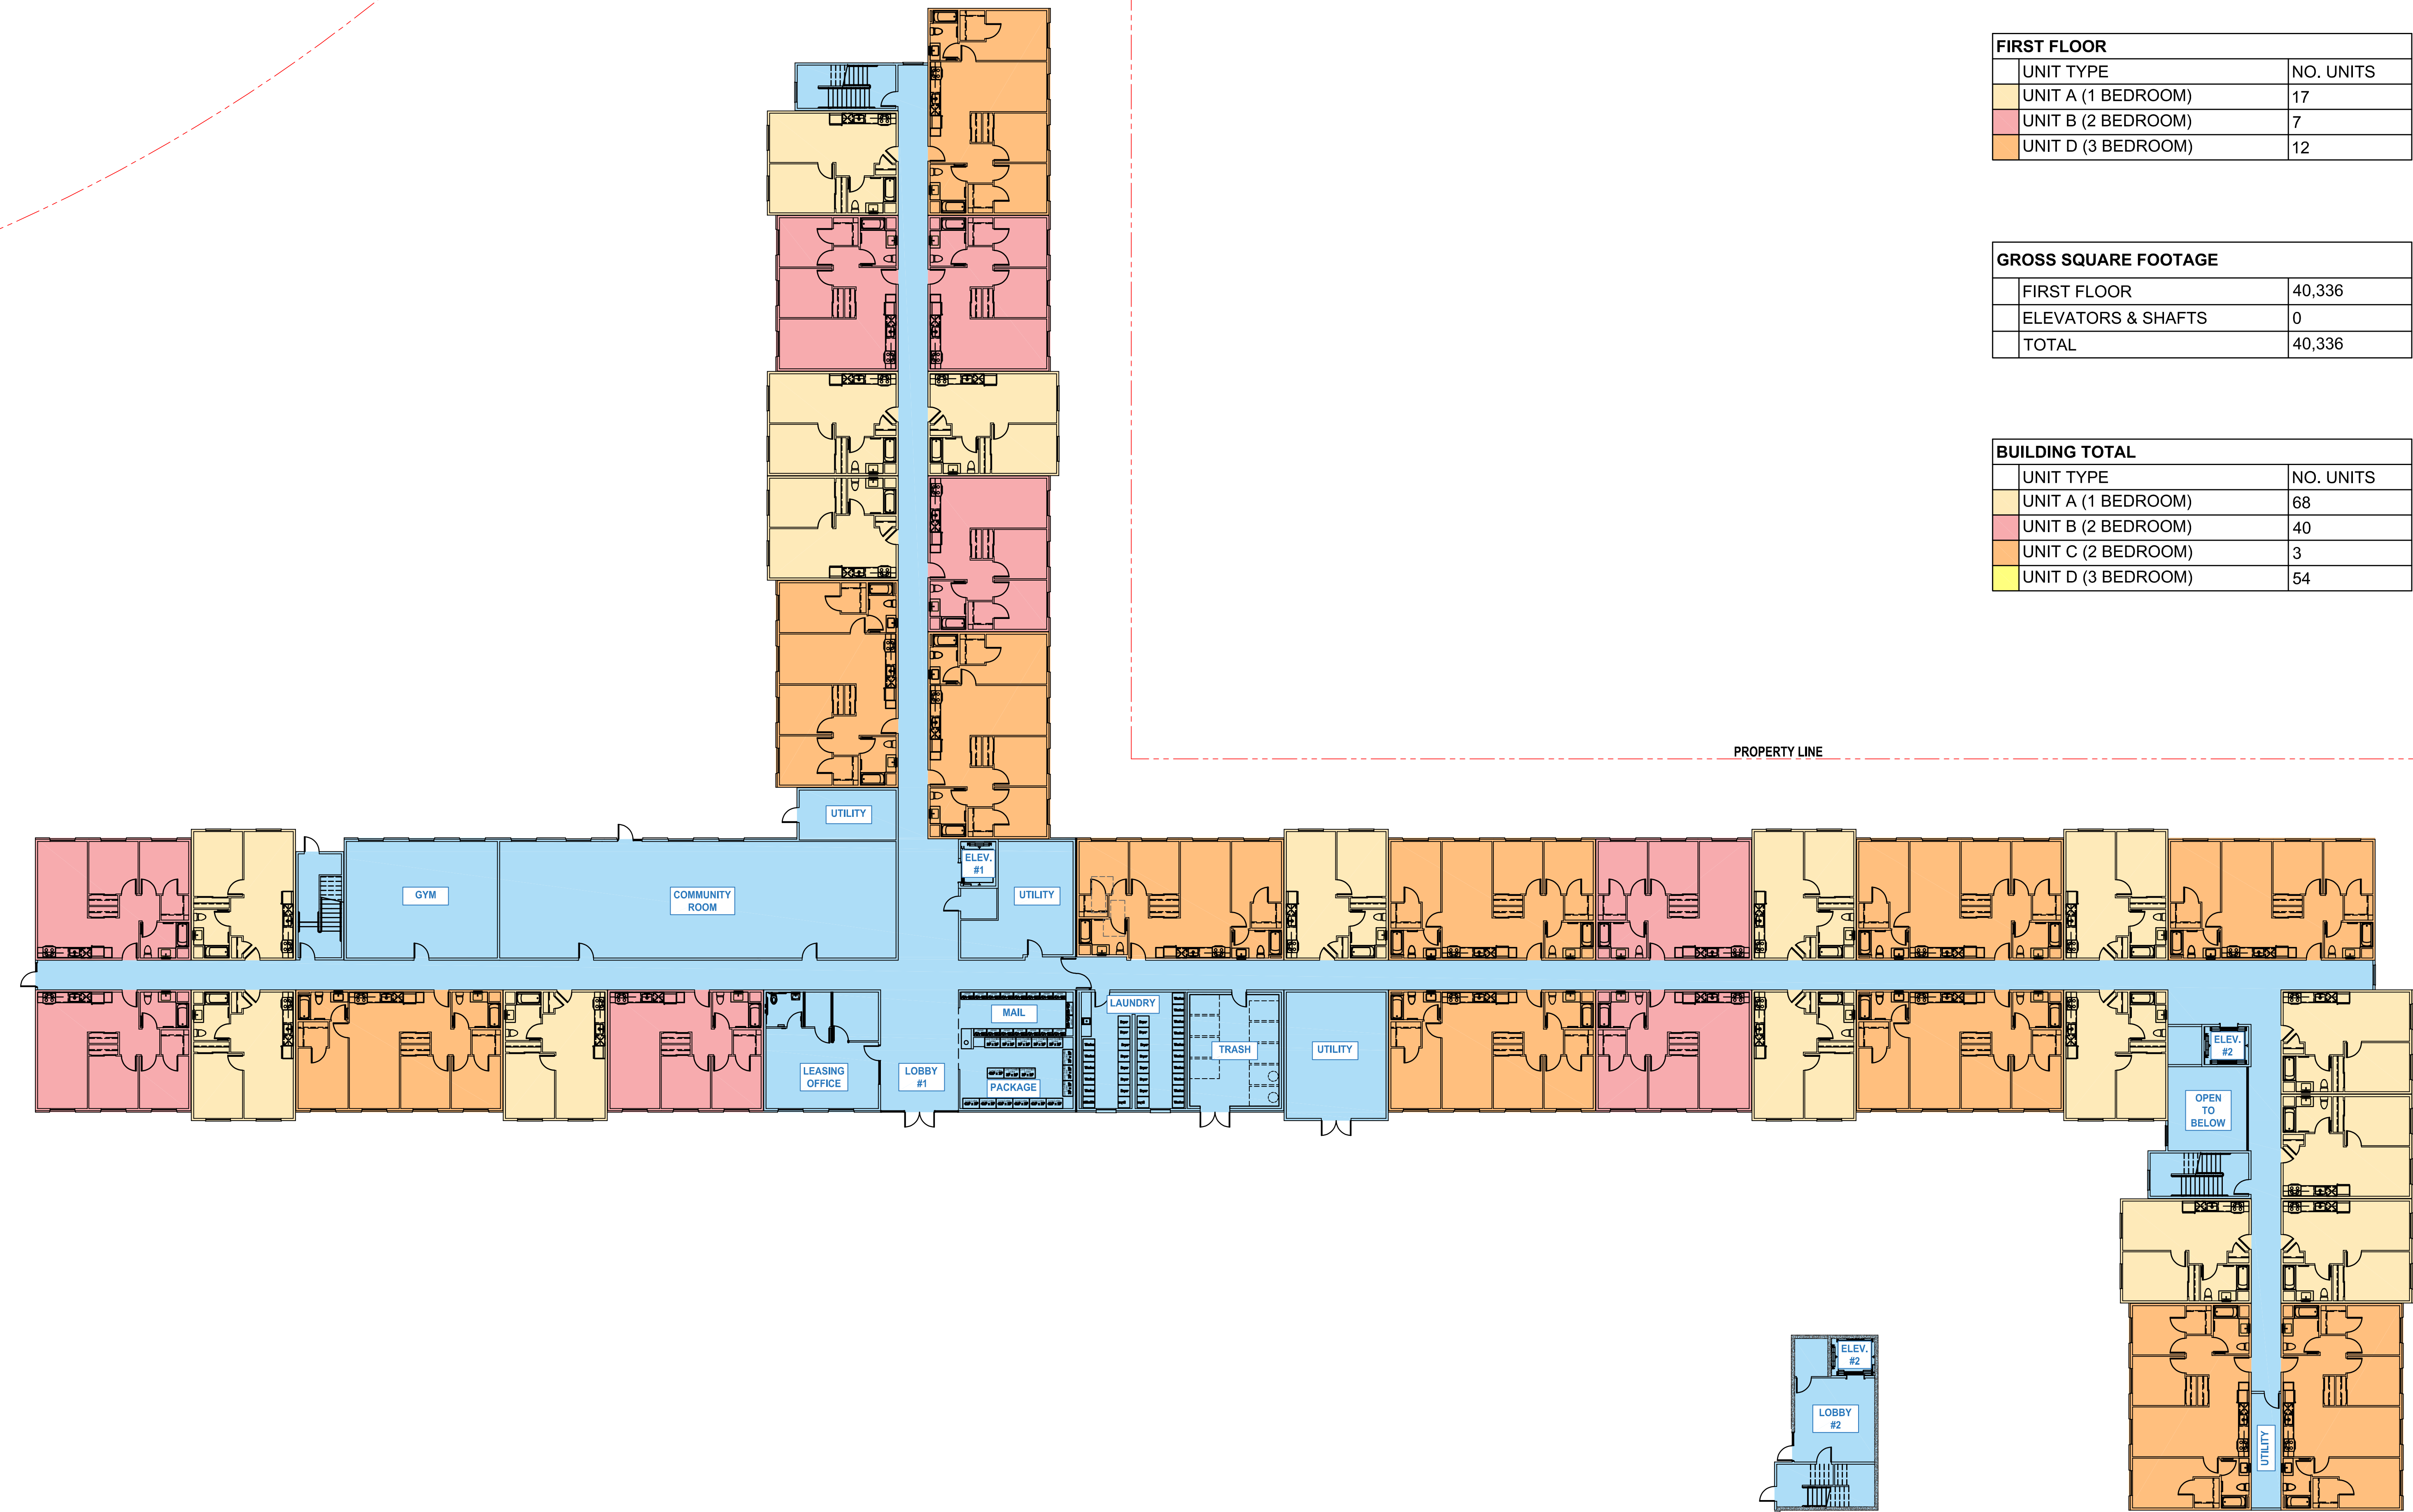 FIRST FLOOR
UNIT TYPE NO. UNITS
UNIT A (1 BEDROOM) 17
UNIT B (2 BEDROOM) 7
UNIT D (3 BEDROOM) 12
GROSS SQUARE FOOTAGE
FIRST FLOOR 40,336
ELEVATORS & SHAFTS 0
TOTAL 40,336
BUILDING TOTAL
UNIT TYPE NO. UNITS
UNIT A (1 BEDROOM) 68
UNIT B (2 BEDROOM) 40
UNIT C (2 BEDROOM) 3
UNIT D (3 BEDROOM) 54
PROPERTY LINE
UTILITY
GYM
COMMUNITY
ROOM
ELEV.
#1
UTILITY
LEASING
OFFICE
LOBBY
#1
MAIL
PACKAGE
LAUNDRY
TRASH
UTILITY
ELEV.
#2
OPEN
TO
BELOW
ELEV.
#2
LOBBY
#2
UTILITY